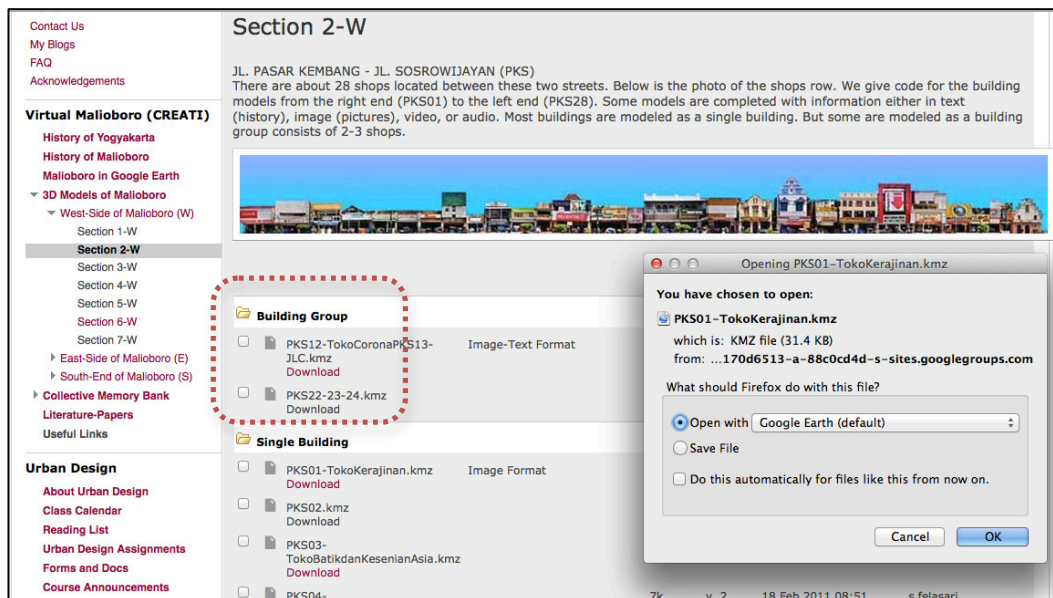 Contact Us
My Blogs
FAQ
Acknowledgements
Virtual Malioboro (CREATI)
History of Yogyakarta
History of Malioboro
Malioboro in Google Earth
3D Models of Malioboro
West-Side of Malioboro (W)
Section 1-W
Section 2-W
Section 3-W
Section 4-W
Section 5-W
Section 6-W
Section 7-W
East-Side of Malioboro (E)
South-End of Malioboro (S)
Collective Memory Bank
Literature-Papers
Useful Links
Urban Design
About Urban Design
Class Calendar
Reading List
Urban Design Assignments
Forms and Docs
Course Announcements
Section 2-W
JL. PASAR KEMBANG - JL. SOSROWIJAYAN (PKS)
There are about 28 shops located between these two streets. Below is the photo of the shops row. We give code for the building
models from the right end (PKS01) to the left end (PKS28). Some models are completed with information either in text
(history), image (pictures), video, or audio. Most buildings are modeled as a single building. But some are modeled as a building
group consists of 2-3 shops.
Building Group
PKS12-TokoCoronaPKS13-
JLC.kmz
Image-Text Format
Download
PKS22-23-24.kmz
Download
Single Building
PKS01-TokoKerajinan.kmz
Image Format
Download
PKS02.kmz
Download
PKS03-
TokoBatikdanKesenianAsia.kmz
Download
PKS04-
7k v. 2 18 Feb 2011 08:51 s felasari
Opening PKS01-TokoKerajinan.kmz
You have chosen to open:
PKS01-TokoKerajinan.kmz
which is: KMZ file (31.4 KB)
from: ...170d6513-a-88c0cd4d-s-sites.googlegroups.com
What should Firefox do with this file?
Open with Google Earth (default)
Save File
Do this automatically for files like this from now on.
Cancel OK